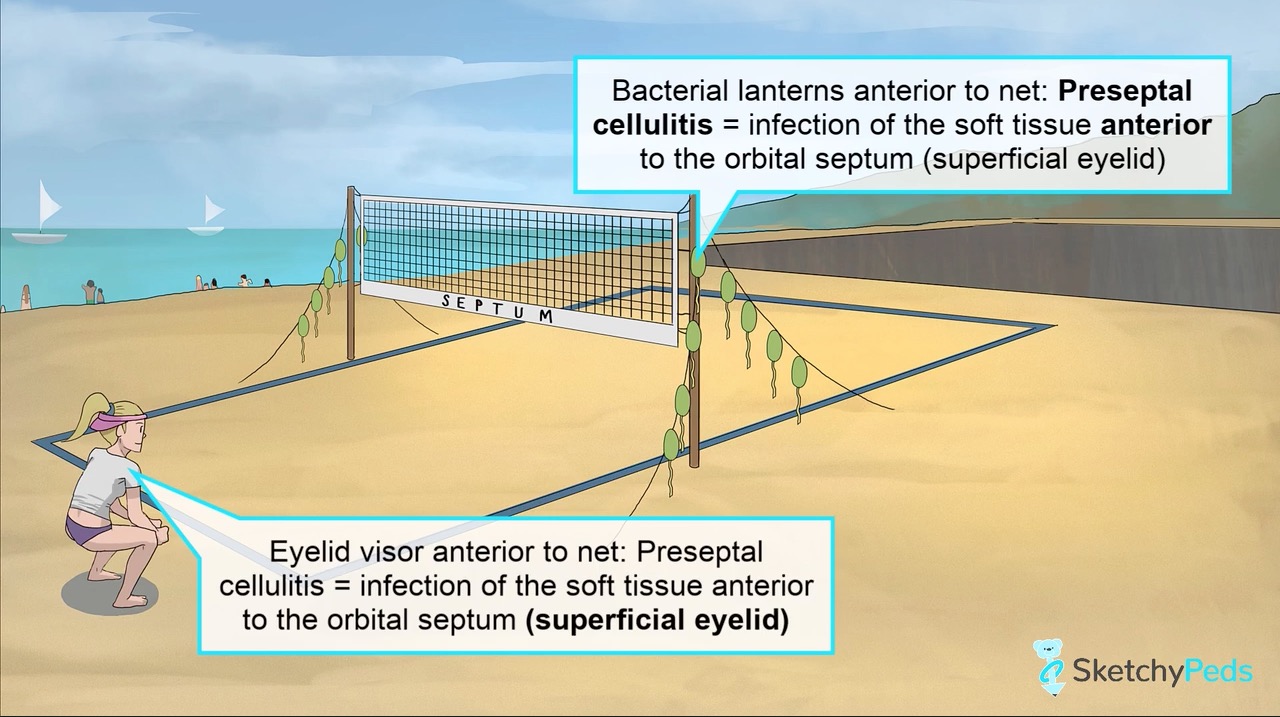 Bacterial lanterns anterior to net: Preseptal
cellulitis = infection of the soft tissue anterior
to the orbital septum (superficial eyelid)
SEPTUM
Eyelid visor anterior to net: Preseptal
cellulitis = infection of the soft tissue anterior
to the orbital septum (superficial eyelid)
SketchyPeds